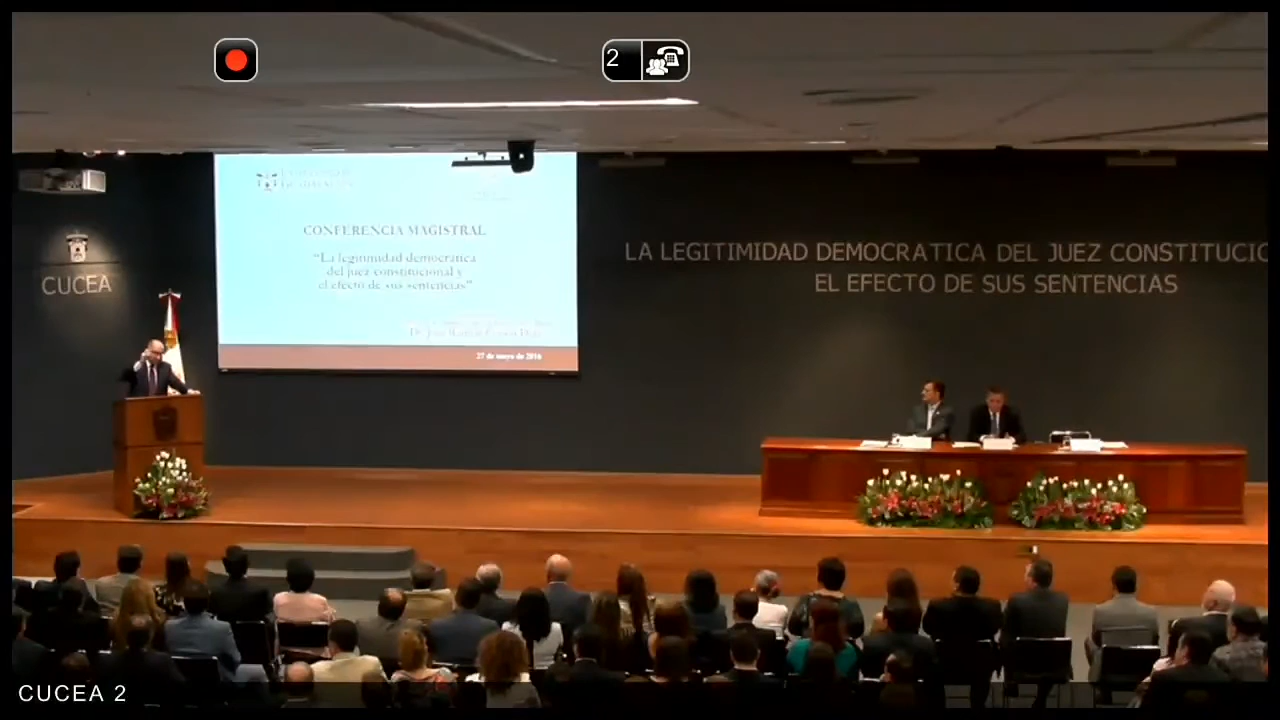 2
CONFERENCIA MAGISTRAL
"La legitimidad democrática
del juez constitucional y
el efecto de sus sentencias"
27 de mayo de 2016
LA LEGITIMIDAD DEMOCRATICA DEL JUEZ CONSTITUCIO
EL EFECTO DE SUS SENTENCIAS
CUCEA
CUCEA 2